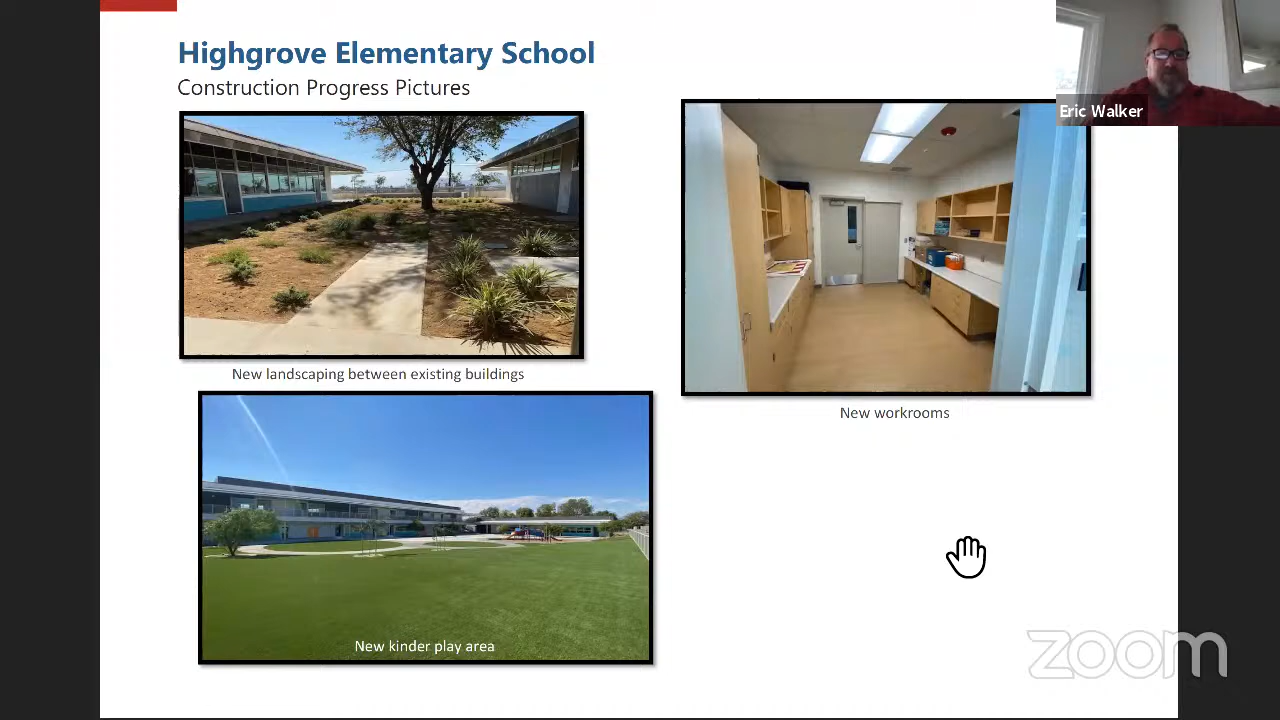 Highgrove Elementary School
Construction Progress Pictures
Eric Walker
New landscaping between existing buildings
New workrooms
New kinder play area
zoom